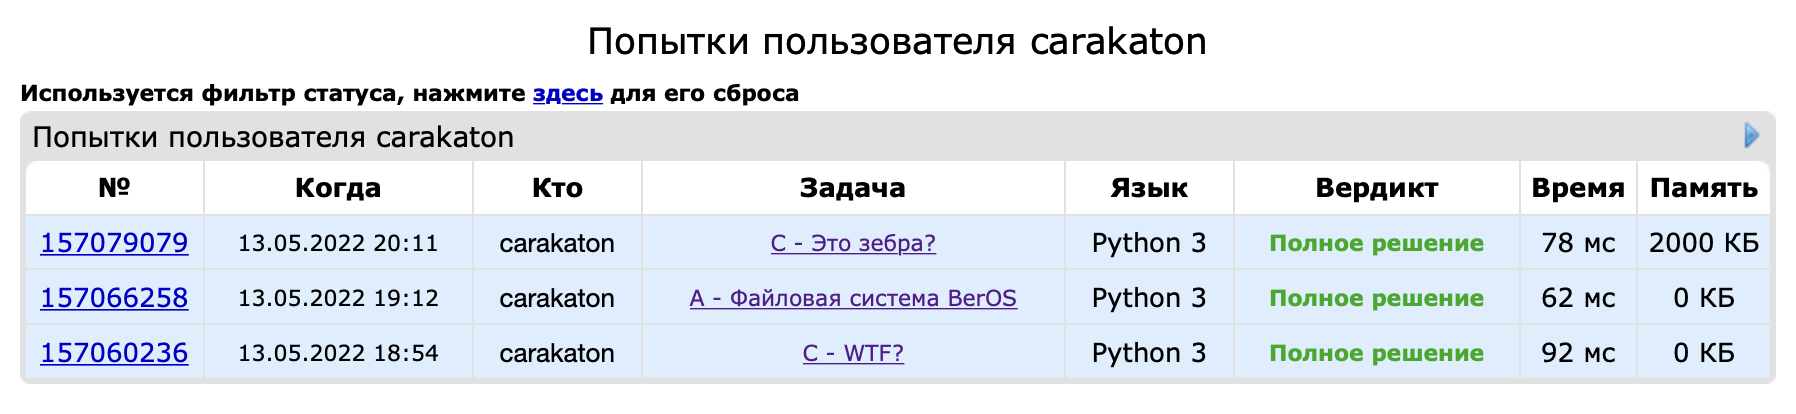 Попытки пользователя carakaton
Используется фильтр статуса, нажмите здесь для его сброса
Попытки пользователя carakaton
№ Когда Кто Задача Язык Вердикт Время Память
157079079 13.05.2022 20:11 carakaton C - Это зебра? Python 3 Полное решение 78 мс 2000 КБ
157066258 13.05.2022 19:12 carakaton A - Файловая система BerOS Python 3 Полное решение 62 мс 0 КБ
157060236 13.05.2022 18:54 carakaton C - WTF? Python 3 Полное решение 92 мс 0 КБ